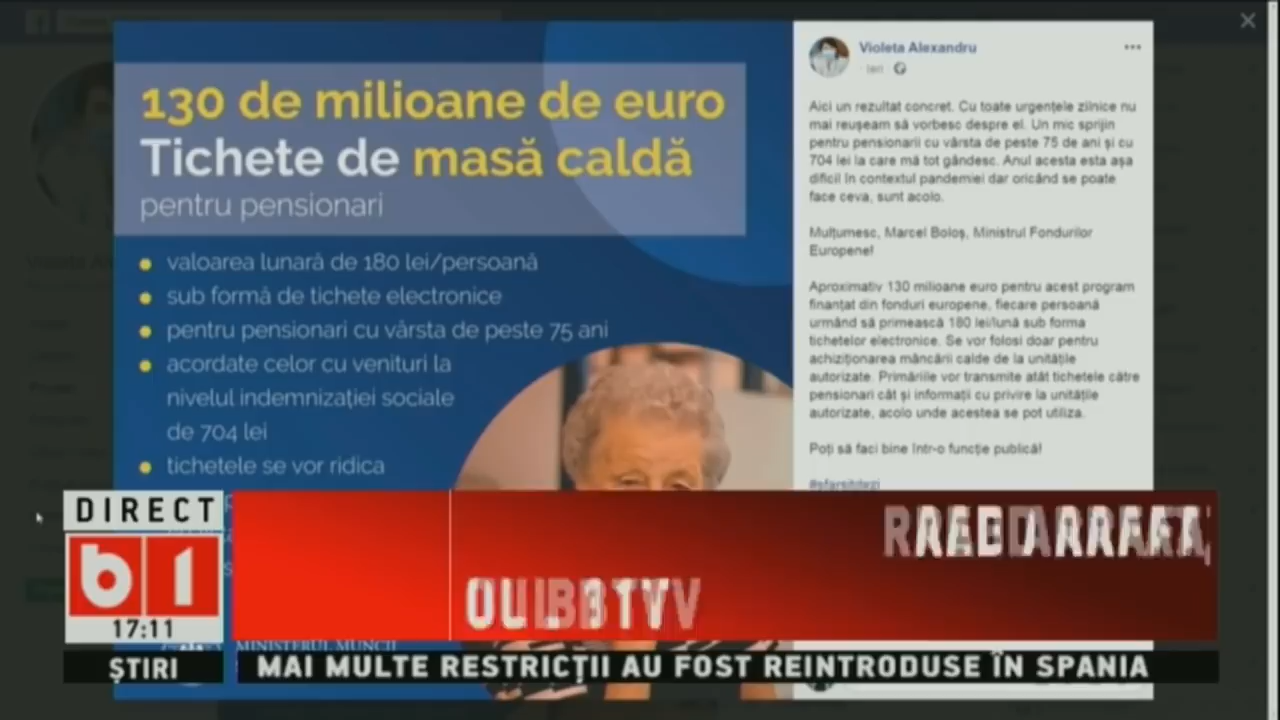 130 de milioane de euro
Tichete de masă caldă
pentru pensionari
valoarea lunară de 180 lei/persoană
sub formă de tichete electronice
pentru pensionari cu vârsta de peste 75 ani
acordate celor cu venituri la
nivelul indemnizației sociale
de 704 lei
tichetele se vor ridica
Violeta Alexandru
Ieri
Aici un rezultat concret. Cu toate urgențele zilnice nu
mai reușeam să vorbesc despre el. Un mic sprijin
pentru pensionarii cu vârsta de peste 75 de ani și cu
704 lei la care mă tot gândesc. Anul acesta esta așa
dificil în contextul pandemiei dar oricând se poate
face ceva, sunt acolo.
Mulțumesc, Marcel Boloș, Ministrul Fondurilor
Europene!
Aproximativ 130 milioane euro pentru acest program
finanțat din fonduri europene, fiecare persoană
urmând să primească 180 lei/lună sub forma
tichetelor electronice. Se vor folosi doar pentru
achiziționarea mâncării calde de la unitățile
autorizate. Primăriile vor transmite atât tichetele către
pensionari cât și informații cu privire la unitățile
autorizate, acolo unde acestea se pot utiliza.
Poți să faci bine într-o funcție publică!
#sfarsitdezi
DIRECT
b1
17:11
MINISTERUL MUNCII
ȘTIRI
MAI MULTE RESTRICȚII AU FOST REINTRODUSE ÎN SPANIA